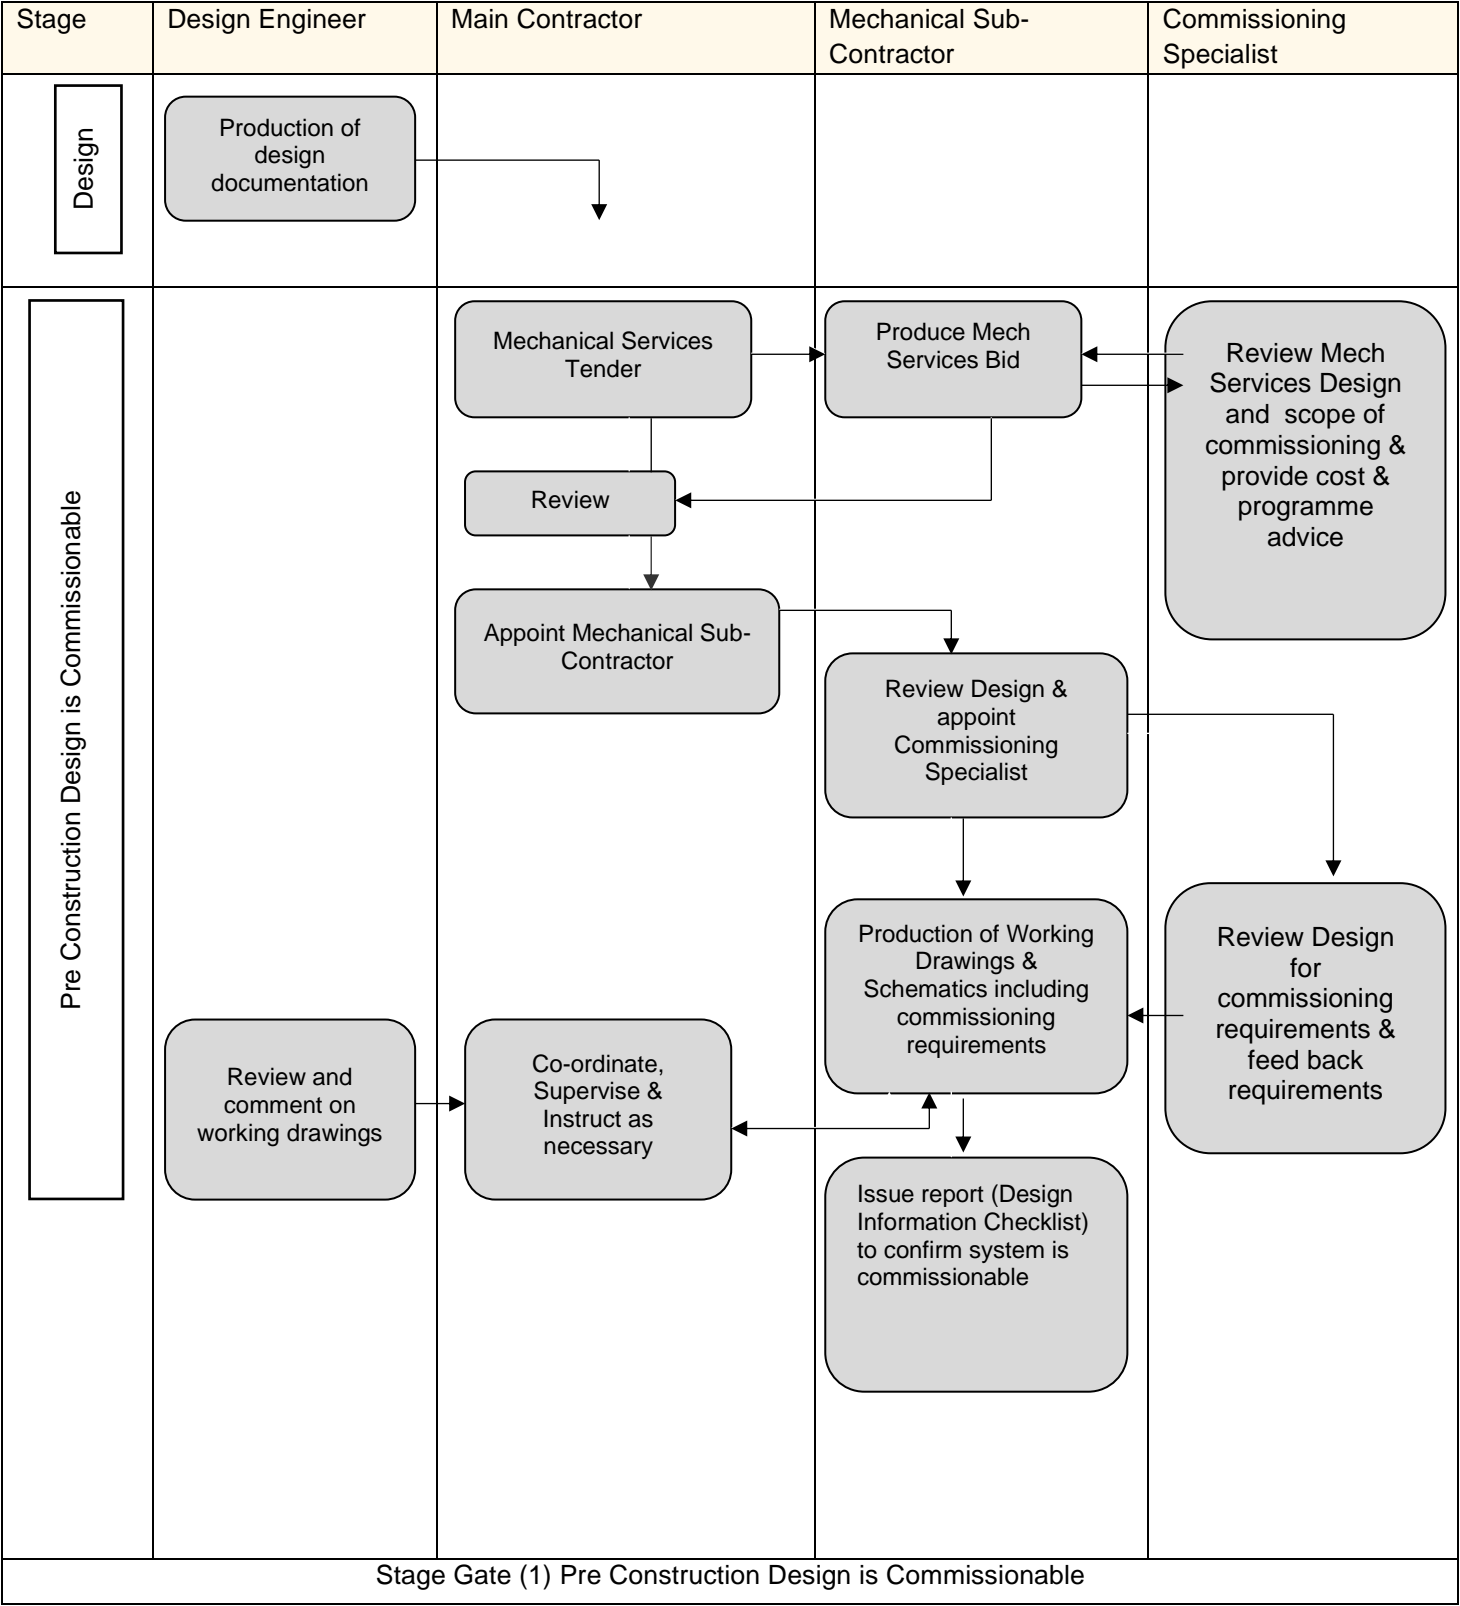 Stage
Design Engineer
Main Contractor
Mechanical Sub-
Contractor
Commissioning
Specialist
Design
Production of
design
documentation
Pre Construction Design is Commissionable
Mechanical Services
Tender
Produce Mech
Services Bid
Review Mech
Services Design
and scope of
commissioning &
provide cost &
programme
advice
Review
Appoint Mechanical Sub-
Contractor
Review Design &
appoint
Commissioning
Specialist
Production of Working
Drawings &
Schematics including
commissioning
requirements
Review Design
for
commissioning
requirements &
feed back
requirements
Review and
comment on
working drawings
Co-ordinate,
Supervise &
Instruct as
necessary
Issue report (Design
Information Checklist)
to confirm system is
commissionable
Stage Gate (1) Pre Construction Design is Commissionable